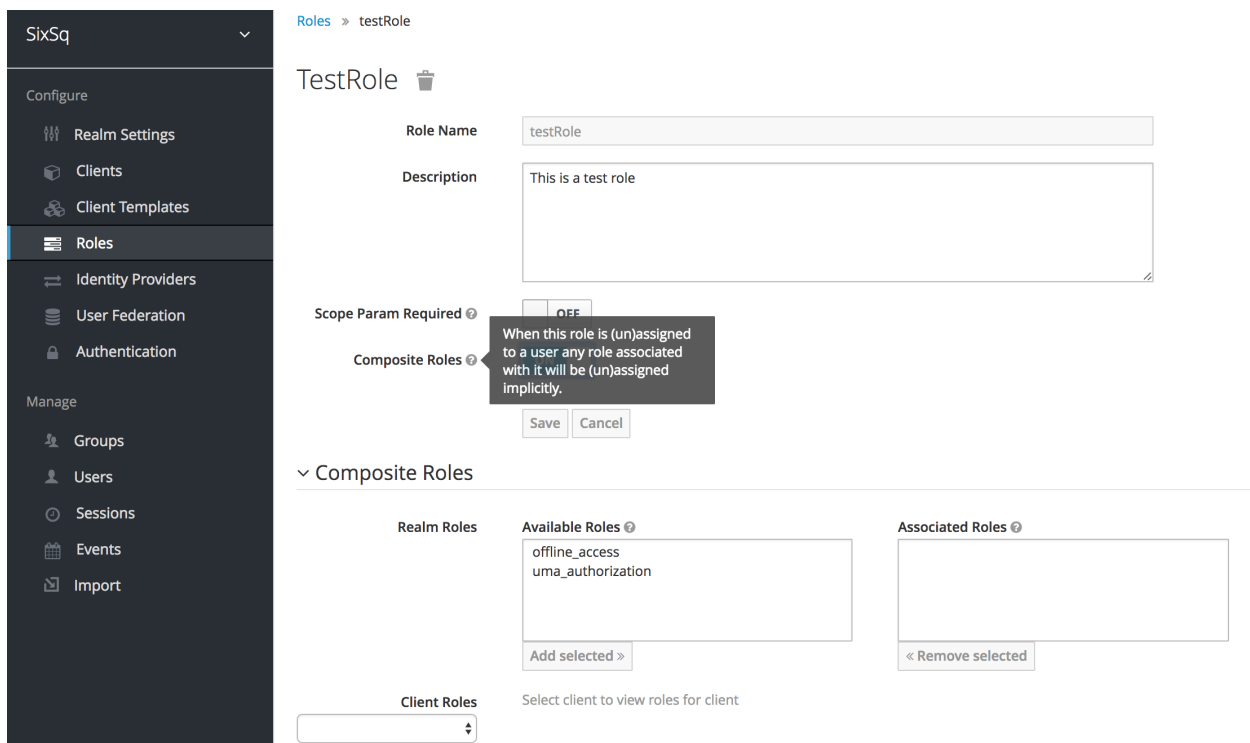 SixSq
Configure
Realm Settings
Clients
Client Templates
Roles
Identity Providers
User Federation
Authentication
Manage
Groups
Users
Sessions
Events
Import
Roles » testRole
TestRole
Role Name
testRole
Description
This is a test role
Scope Param Required
OFF
Composite Roles
When this role is (un)assigned
to a user any role associated
with it will be (un)assigned
implicitly.
Save Cancel
Composite Roles
Realm Roles
Available Roles
offline_access
uma_authorization
Add selected »
Associated Roles
« Remove selected
Client Roles
Select client to view roles for client